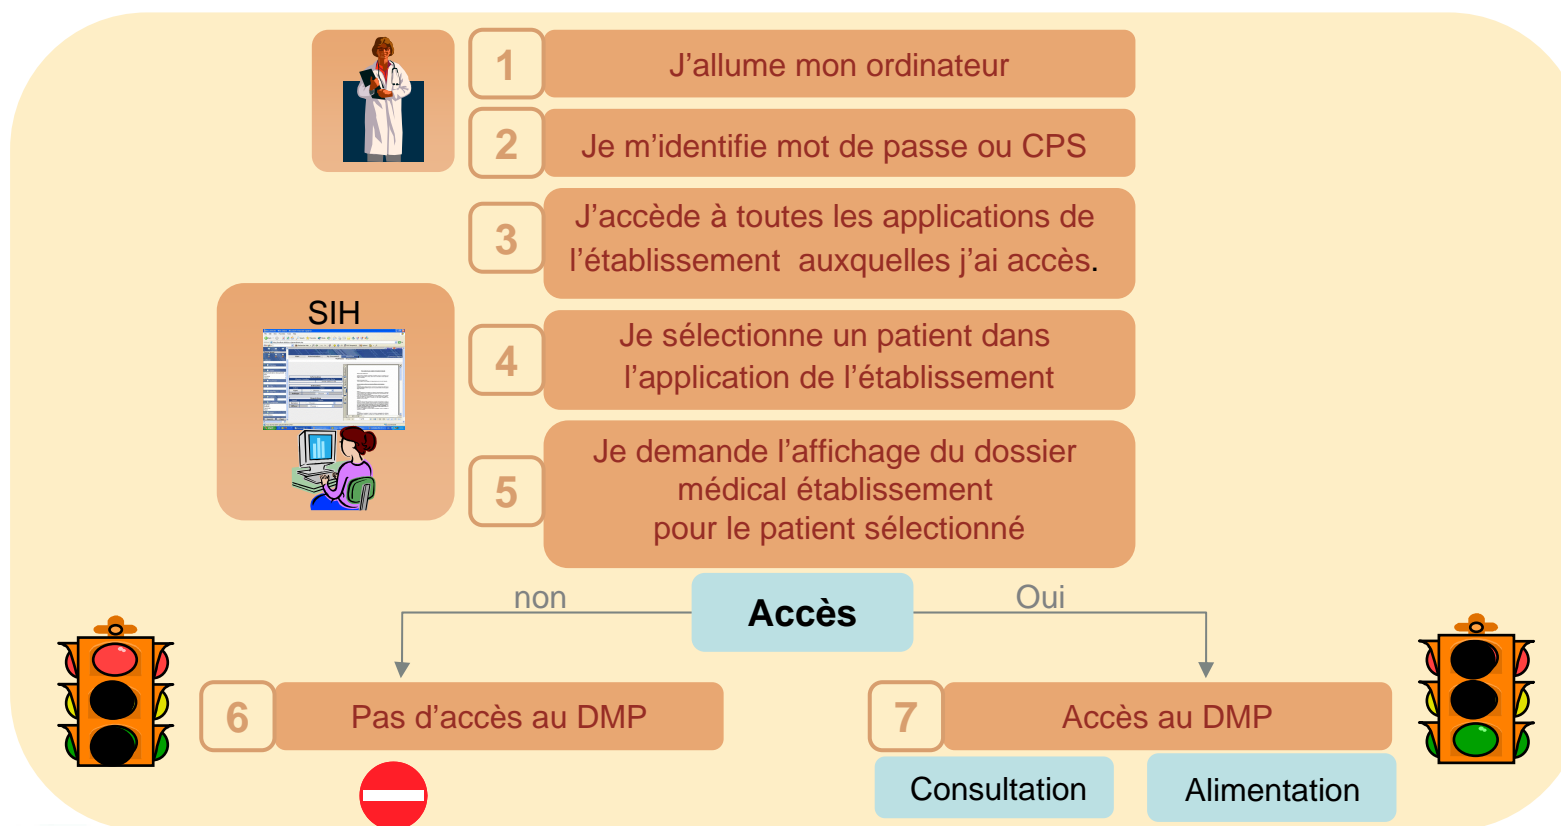 1
J’allume mon ordinateur
2
Je m’identifie mot de passe ou CPS
3
J’accède à toutes les applications de
l’établissement auxquelles j’ai accès.
SIH
4
Je sélectionne un patient dans
l’application de l’établissement
5
Je demande l’affichage du dossier
médical établissement
pour le patient sélectionné
non
Accès
Oui
6
Pas d’accès au DMP
7
Accès au DMP
Consultation
Alimentation